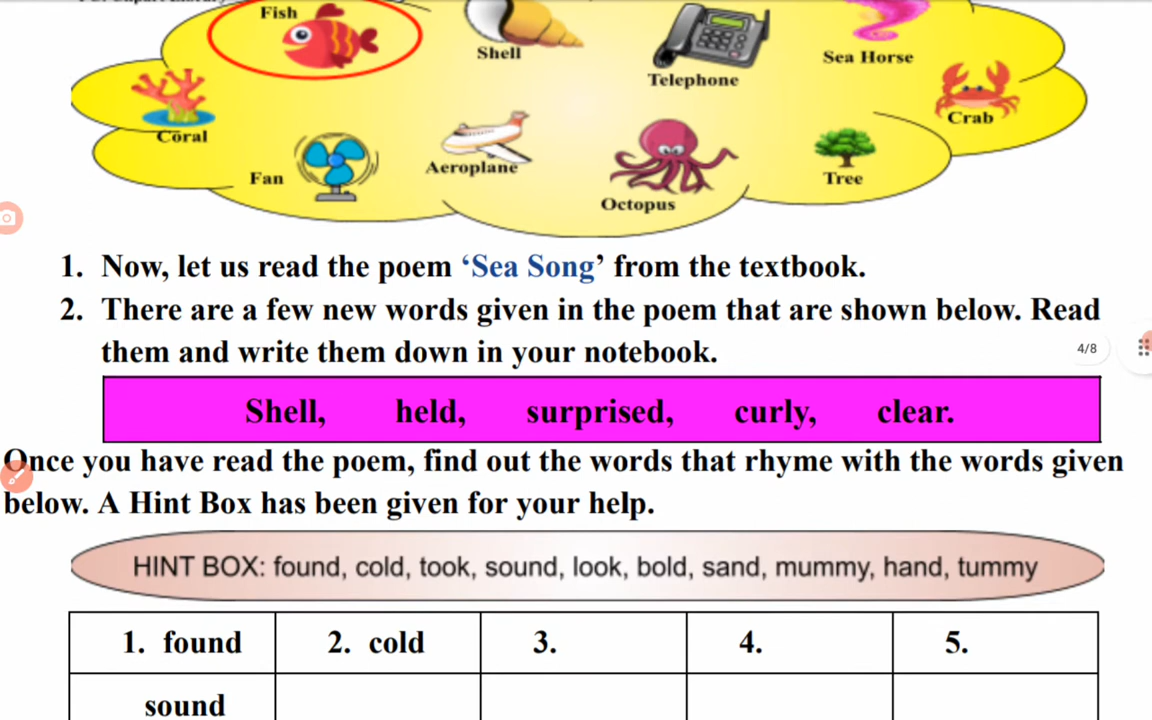 Fish
Shell
Telephone
Sea Horse
Coral
Crab
Fan
Aeroplane
Octopus
Tree
1. Now, let us read the poem ‘Sea Song’ from the textbook.
2. There are a few new words given in the poem that are shown below. Read
them and write them down in your notebook.
4/8
Shell, held, surprised, curly, clear.
Once you have read the poem, find out the words that rhyme with the words given
below. A Hint Box has been given for your help.
HINT BOX: found, cold, took, sound, look, bold, sand, mummy, hand, tummy
1. found 2. cold 3. 4. 5.
sound